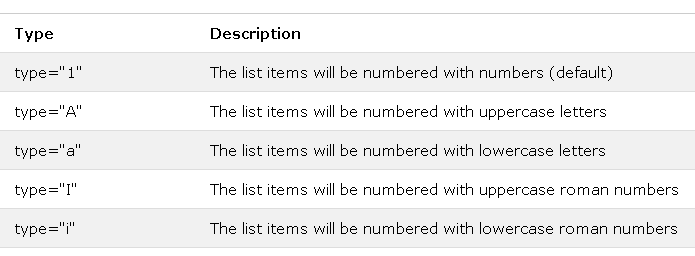 Type Description
type="1" The list items will be numbered with numbers (default)
type="A" The list items will be numbered with uppercase letters
type="a" The list items will be numbered with lowercase letters
type="I" The list items will be numbered with uppercase roman numbers
type="i" The list items will be numbered with lowercase roman numbers